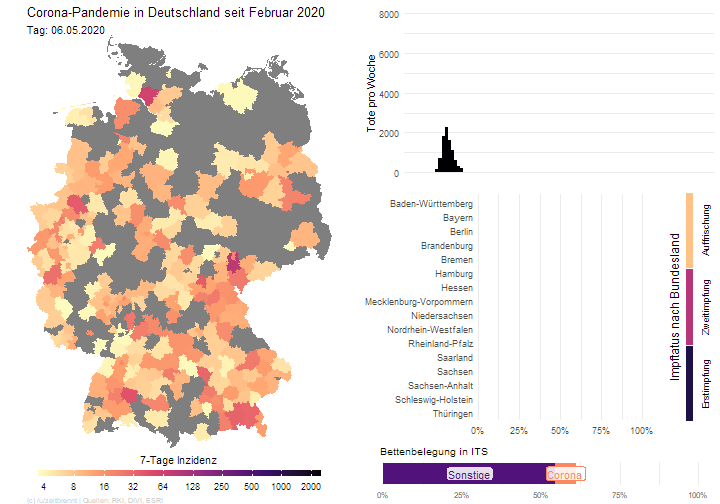 Corona-Pandemie in Deutschland seit Februar 2020
Tag: 06.05.2020
7-Tage Inzidenz
4 8 16 32 64 128 250 500 1000 2000
Quellen: RKI, DIVI, ESRI
Tote pro Woche
8000
6000
4000
2000
0
Baden-Württemberg
Bayern
Berlin
Brandenburg
Bremen
Hamburg
Hessen
Mecklenburg-Vorpommern
Niedersachsen
Nordrhein-Westfalen
Rheinland-Pfalz
Saarland
Sachsen
Sachsen-Anhalt
Schleswig-Holstein
Thüringen
0% 25% 50% 75% 100%
Impfstatus nach Bundesland
Auffrischung
Zweitimpfung
Erstimpfung
Bettenbelegung in ITS
Sonstige
Corona
0% 25% 50% 75% 100%